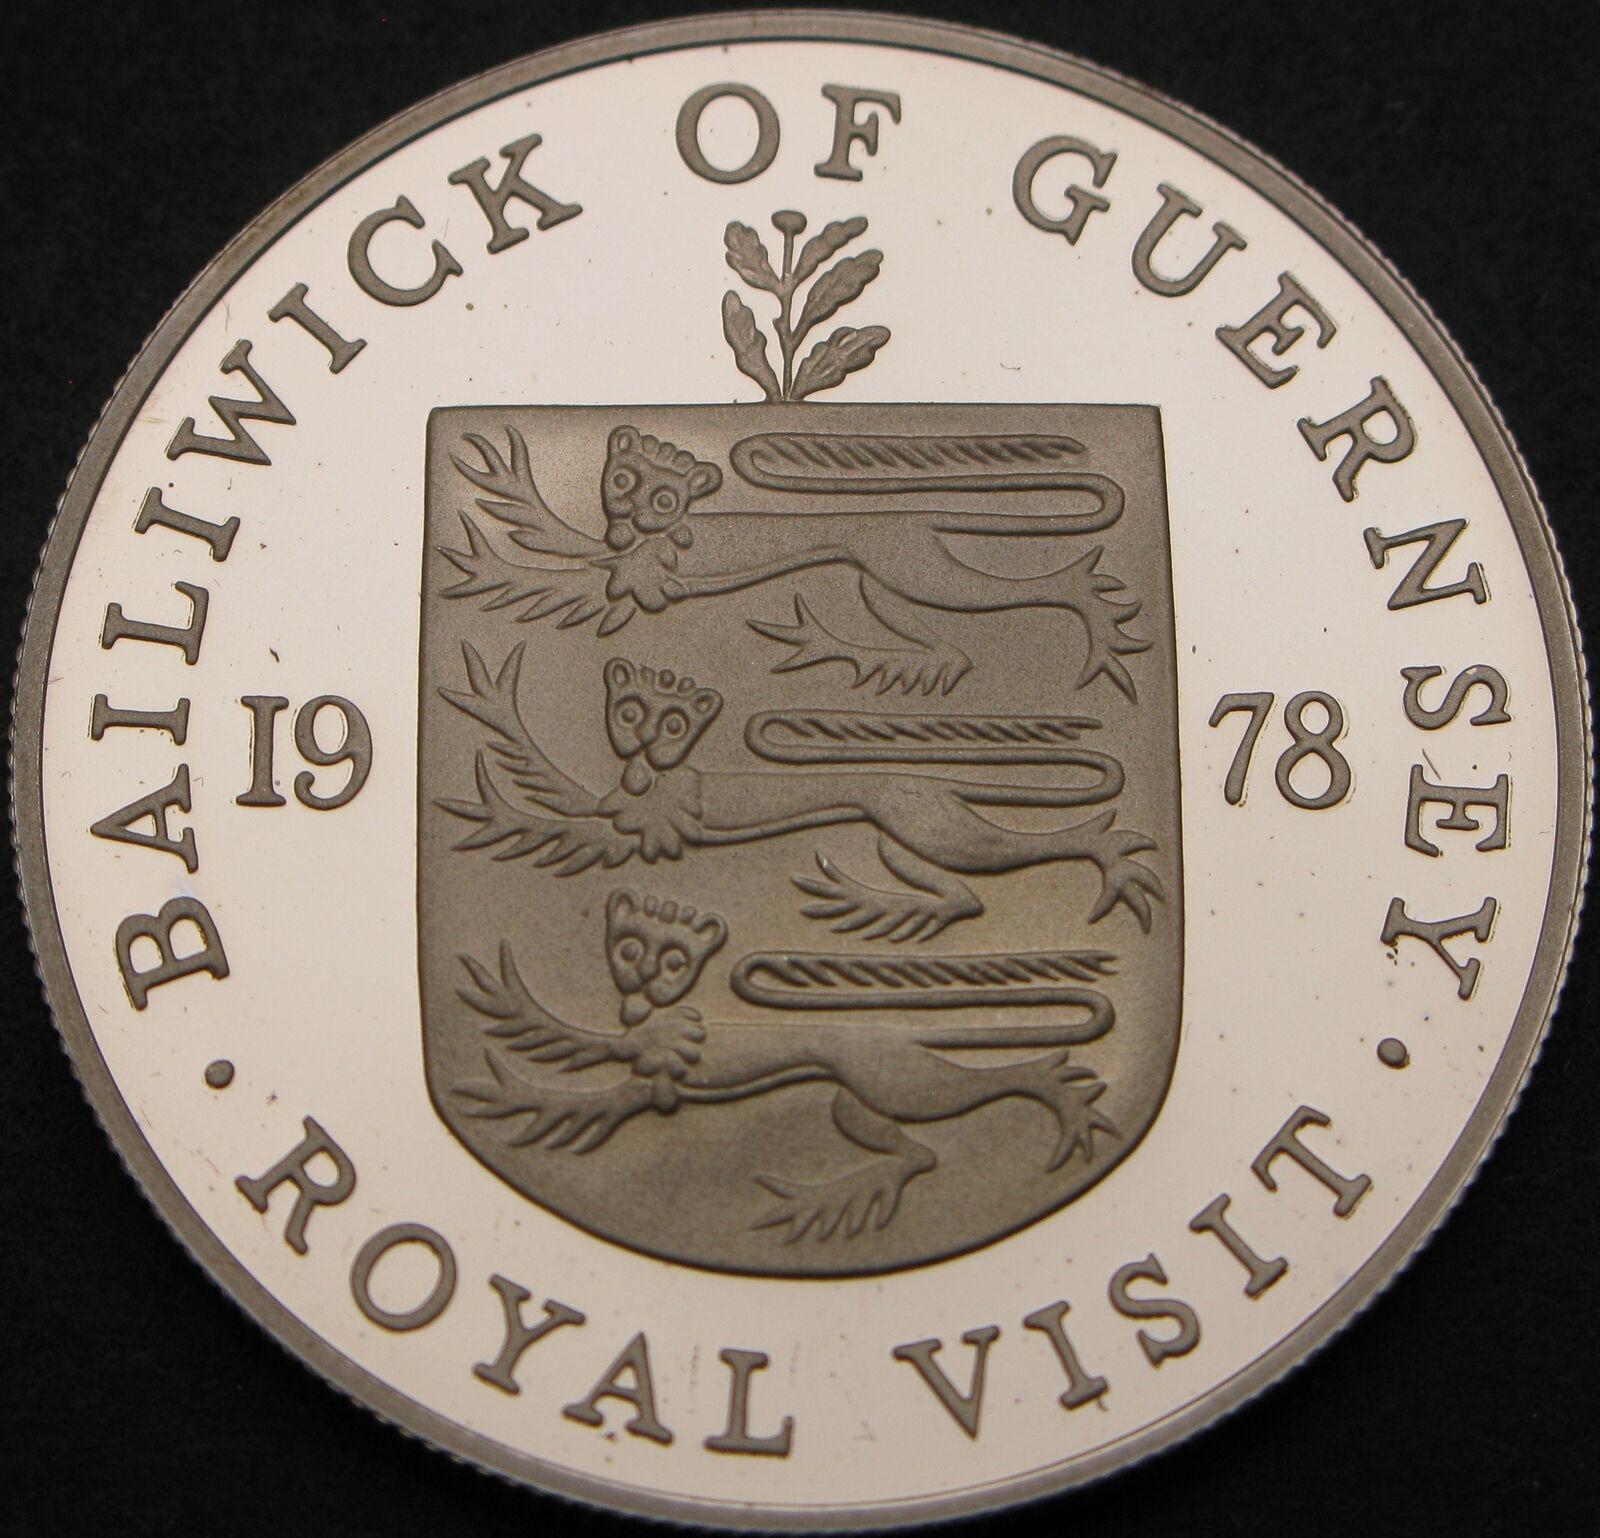 BAILIWICK OF GUERNSEY
19 78
· ROYAL VISIT ·